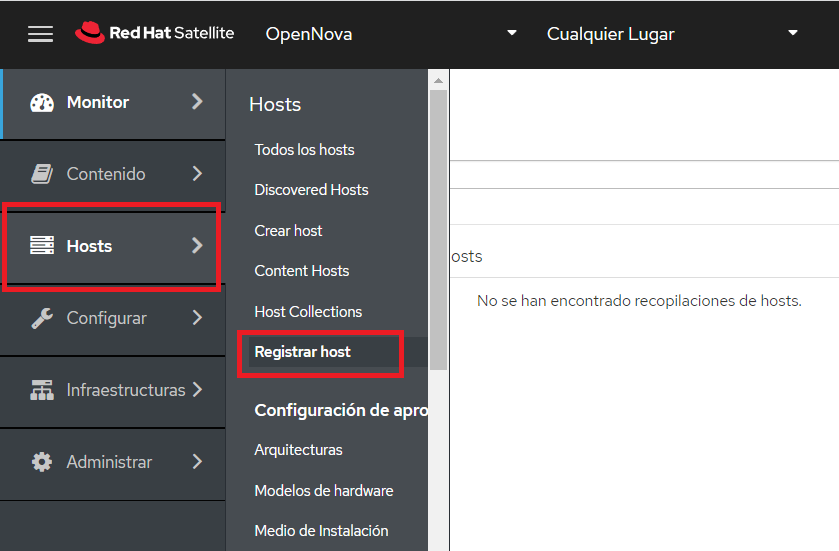 Red Hat Satellite OpenNova Cualquier Lugar
Monitor
Contenido
Hosts
Configurar
Infraestructuras
Administrar
Hosts
Todos los hosts
Discovered Hosts
Crear host
Content Hosts
Host Collections
Registrar host
Configuración de apro
Arquitecturas
Modelos de hardware
Medio de Instalación
osts
No se han encontrado recopilaciones de hosts.